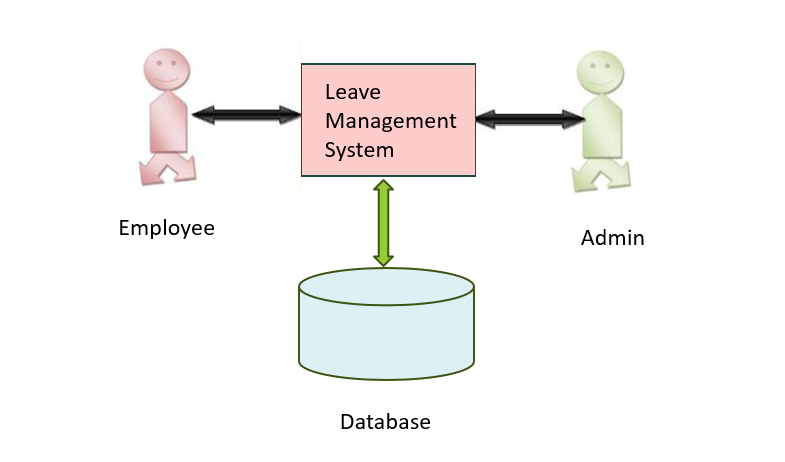 Leave
Management
System
Employee
Admin
Database